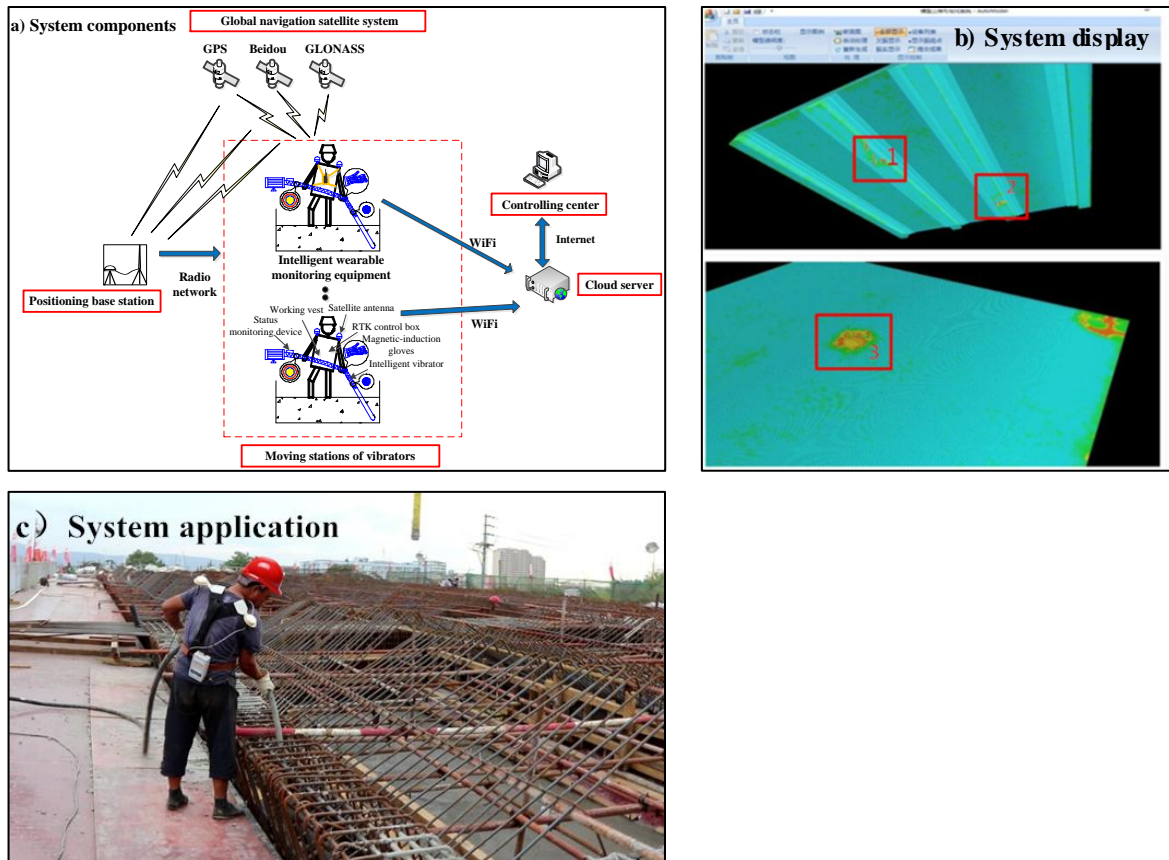 a) System components
Global navigation satellite system
GPS
Beidou
GLONASS
Controlling center
WiFi
Internet
Intelligent wearable
monitoring equipment
Radio
network
Positioning base station
Cloud server
WiFi
Working vest
Satellite antenna
Status
monitoring device
RTK control box
Magnetic-induction
gloves
Intelligent vibrator
Moving stations of vibrators
b) System display
1
2
3
c) System application